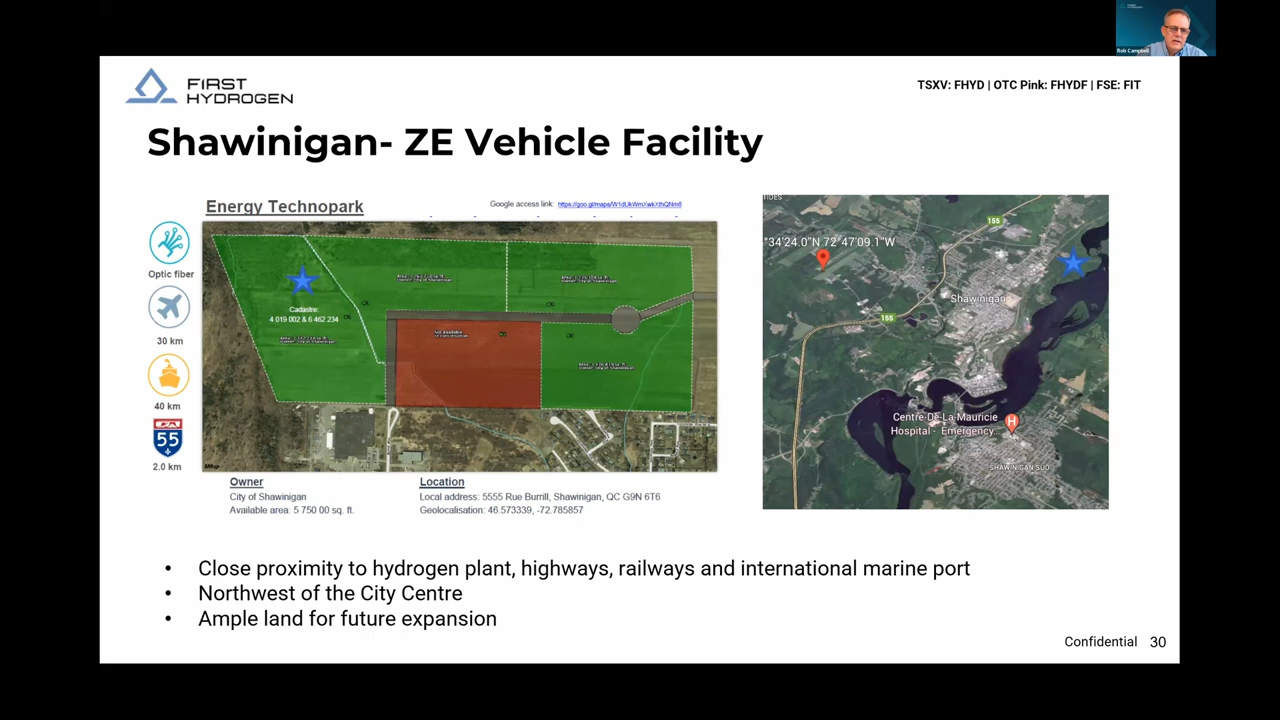 Rob Campbell
FIRST
HYDROGEN
TSXV: FHYD | OTC Pink: FHYDF | FSE: FIT
Shawinigan- ZE Vehicle Facility
Energy Technopark
Google access link:
Optic fiber
30 km
40 km
55
2.0 km
Cadastre:
4 019 002 & 6 462 234
Owner
City of Shawinigan
Available area: 5 750 00 sq. ft.
Location
Local address: 5555 Rue Burrill, Shawinigan, QC G9N 6T6
Geolocalisation: 46.573339, -72.785857
155
°34'24.0"N 72°47'09.1"W
Shawinigan
155
Centre-De-La-Mauricie
Hospital - Emergency...
H
SHAWINIGAN SUD
• Close proximity to hydrogen plant, highways, railways and international marine port
• Northwest of the City Centre
• Ample land for future expansion
Confidential 30